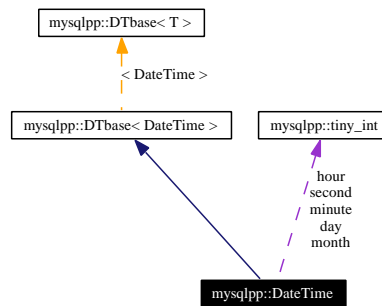 mysqlpp::DTbase< T >
< DateTime >
mysqlpp::DTbase< DateTime >
mysqlpp::tiny_int
hour
second
minute
day
month
mysqlpp::DateTime